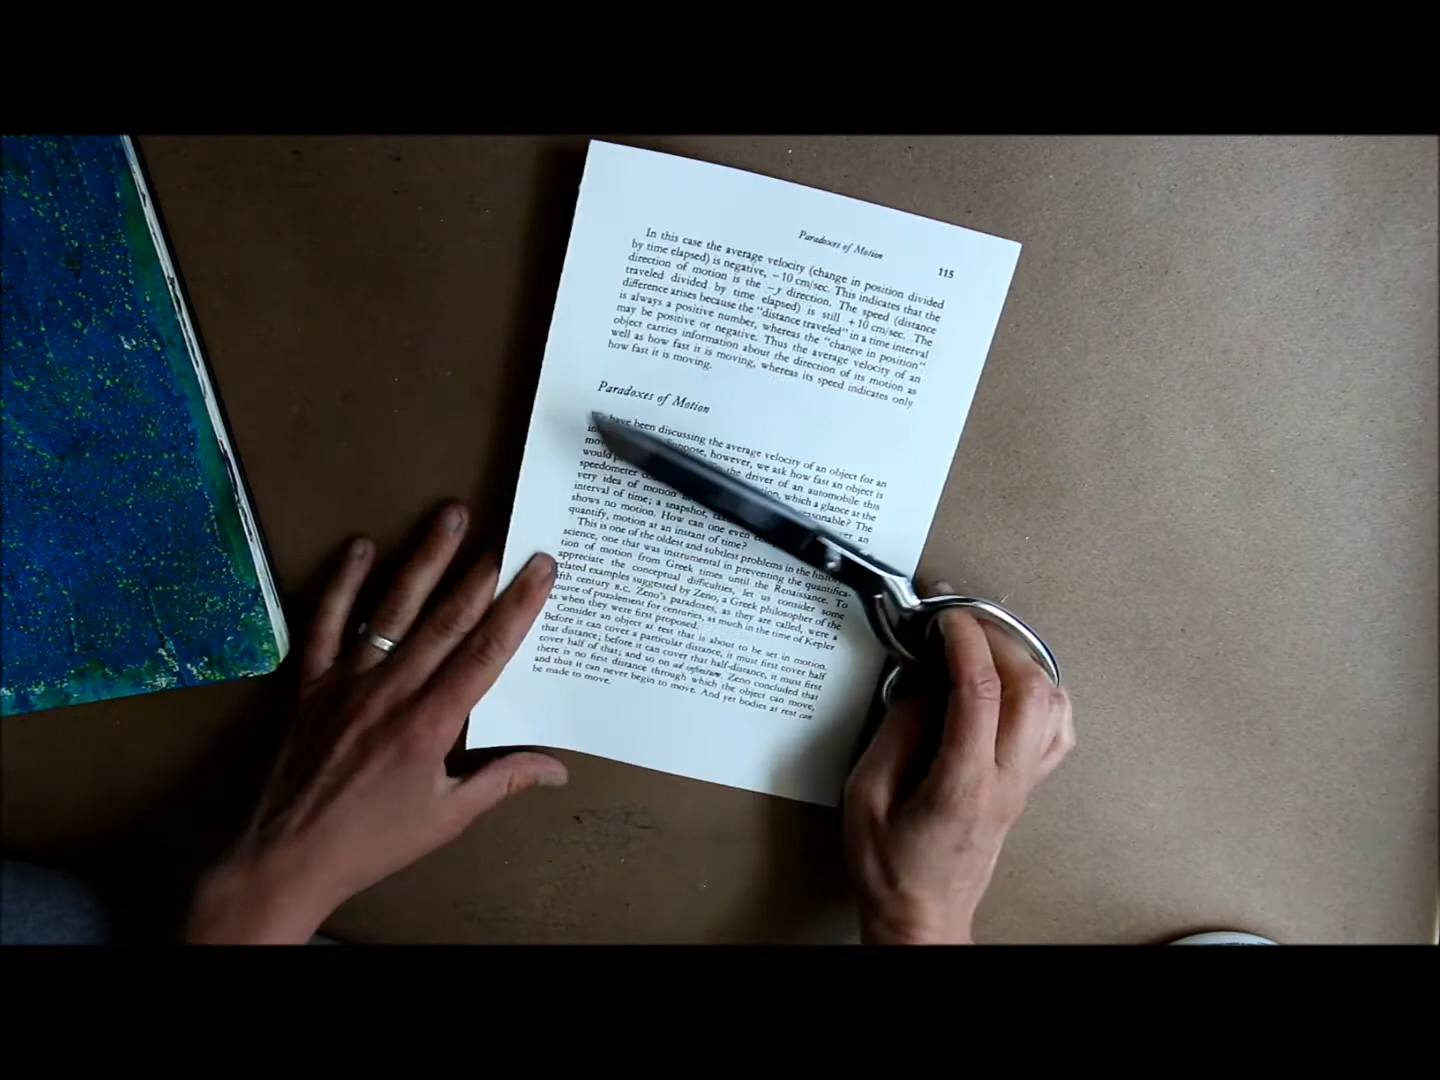 Paradoxes of Motion
115
In this case the average velocity (change in position divided
by time elapsed) is negative, −10 cm/sec. This indicates that the
direction of motion is the −y direction. The speed (distance
traveled divided by time elapsed) is still +10 cm/sec. The
difference arises because the "distance traveled" in a time interval
is always a positive number, whereas the "change in position"
may be positive or negative. Thus the average velocity of an
object carries information about the direction of its motion as
well as how fast it is moving, whereas its speed indicates only
how fast it is moving.
Paradoxes of Motion
have been discussing the average velocity of an object for an
Suppose, however, we ask how fast an object is
the driver of an automobile this
would which a glance at the
speedometer reasonable? The
very idea of motion an
interval of time; a snapshot,
shows no motion. How can one even
quantify, motion at an instant of time?
This is one of the oldest and subtlest problems in the history
science, one that was instrumental in preventing the quantifica-
tion of motion from Greek times until the Renaissance. To
appreciate the conceptual difficulties, let us consider some
related examples suggested by Zeno, a Greek philosopher of the
fifth century B.C. Zeno's paradoxes, as they are called, were a
source of puzzlement for centuries, as much in the time of Kepler
as when they were first proposed.
Consider an object at rest that is about to be set in motion.
Before it can cover a particular distance, it must first cover half
that distance; before it can cover that half-distance, it must first
cover half of that; and so on ad infinitum. Zeno concluded that
there is no first distance through which the object can move,
and thus it can never begin to move. And yet bodies at rest can
be made to move.